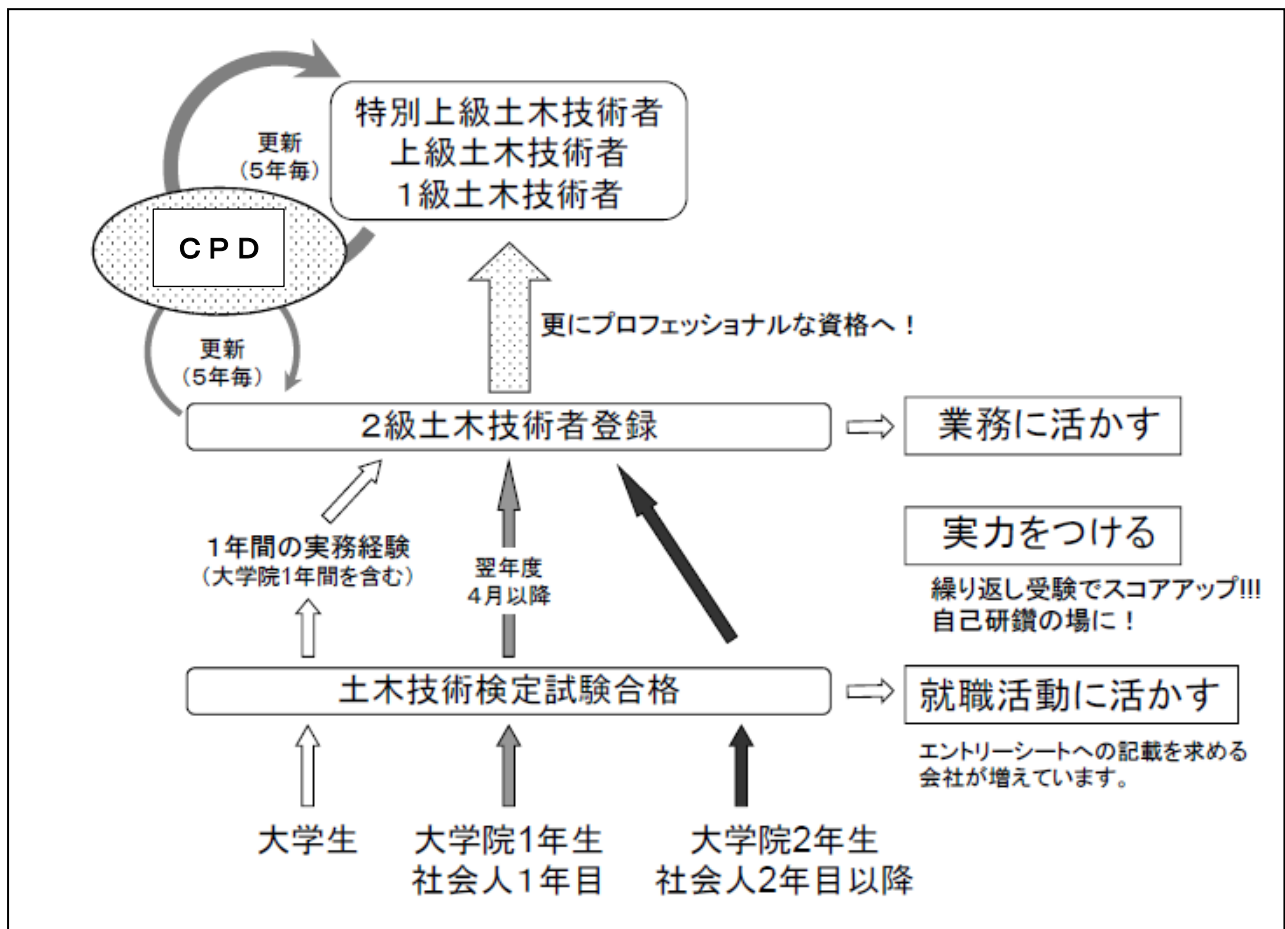 特別上級土木技術者
上級土木技術者
1級土木技術者
更新
(5年毎)
CPD
更にプロフェッショナルな資格へ！
更新
(5年毎)
2級土木技術者登録
業務に活かす
1年間の実務経験
(大学院1年間を含む)
翌年度
4月以降
実力をつける
繰り返し受験でスコアアップ!!!
自己研鑽の場に！
土木技術検定試験合格
就職活動に活かす
エントリーシートへの記載を求める
会社が増えています。
大学生
大学院1年生
社会人1年目
大学院2年生
社会人2年目以降